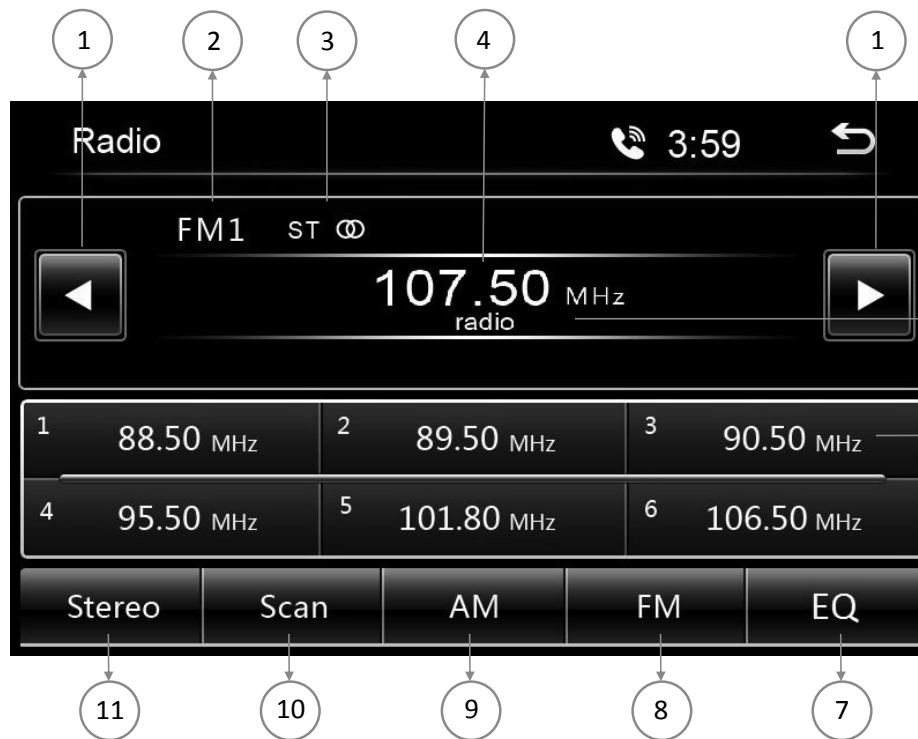 1 2 3 4 1
Radio 3:59
FM1 ST
107.50 MHz
radio
1 88.50 MHz 2 89.50 MHz 3 90.50 MHz
4 95.50 MHz 5 101.80 MHz 6 106.50 MHz
Stereo Scan AM FM EQ
11 10 9 8 7